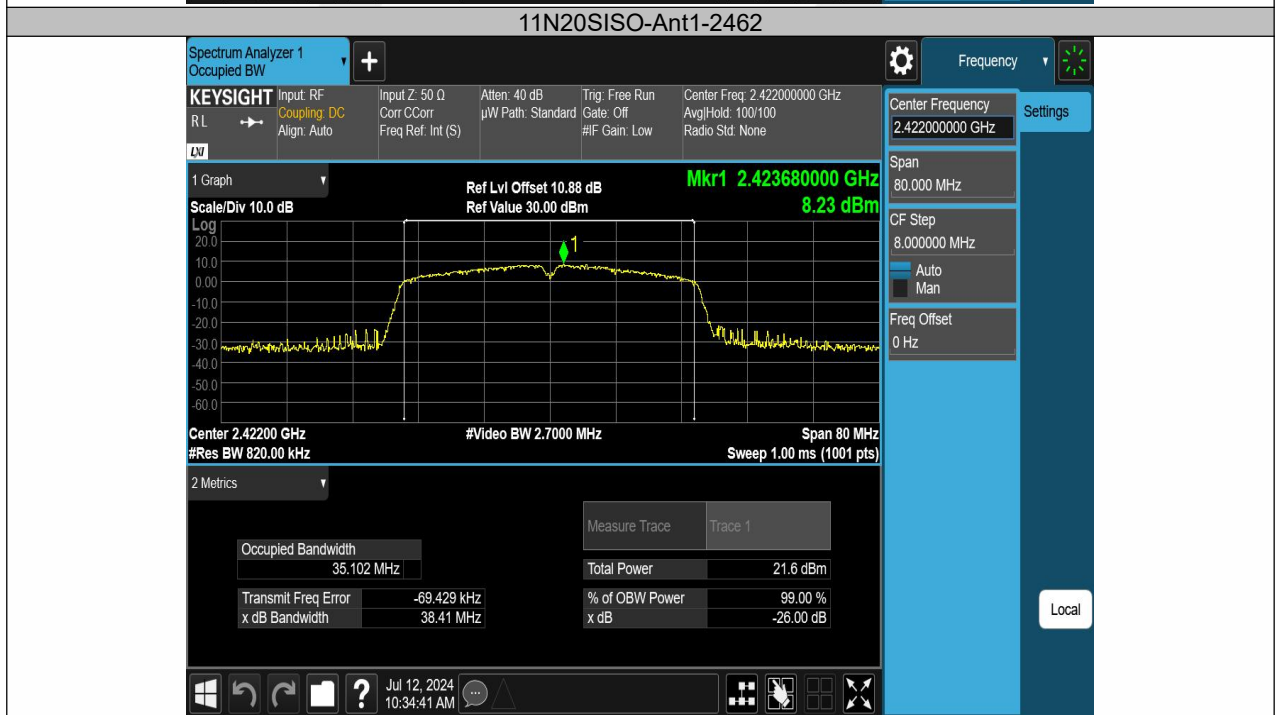 11N20SISO-Ant1-2462
Spectrum Analyzer 1
Occupied BW
+
Frequency
KEYSIGHT
RL
LXI
Input: RF
Coupling: DC
Align: Auto
Input Z: 50 Ω
Corr CCorr
Freq Ref: Int (S)
Atten: 40 dB
µW Path: Standard
Trig: Free Run
Gate: Off
#IF Gain: Low
Center Freq: 2.422000000 GHz
Avg|Hold: 100/100
Radio Std: None
Center Frequency
2.422000000 GHz
Settings
Span
80.000 MHz
CF Step
8.000000 MHz
Auto
Man
Freq Offset
0 Hz
Local
1 Graph
Scale/Div 10.0 dB
Ref Lvl Offset 10.88 dB
Ref Value 30.00 dBm
Mkr1 2.423680000 GHz
8.23 dBm
Log
20.0
10.0
0.00
-10.0
-20.0
-30.0
-40.0
-50.0
-60.0
1
Center 2.42200 GHz
#Video BW 2.7000 MHz
Span 80 MHz
#Res BW 820.00 kHz
Sweep 1.00 ms (1001 pts)
2 Metrics
Measure Trace Trace 1
Occupied Bandwidth
35.102 MHz
Total Power 21.6 dBm
Transmit Freq Error -69.429 kHz
% of OBW Power 99.00 %
x dB Bandwidth 38.41 MHz
x dB -26.00 dB
?
Jul 12, 2024
10:34:41 AM